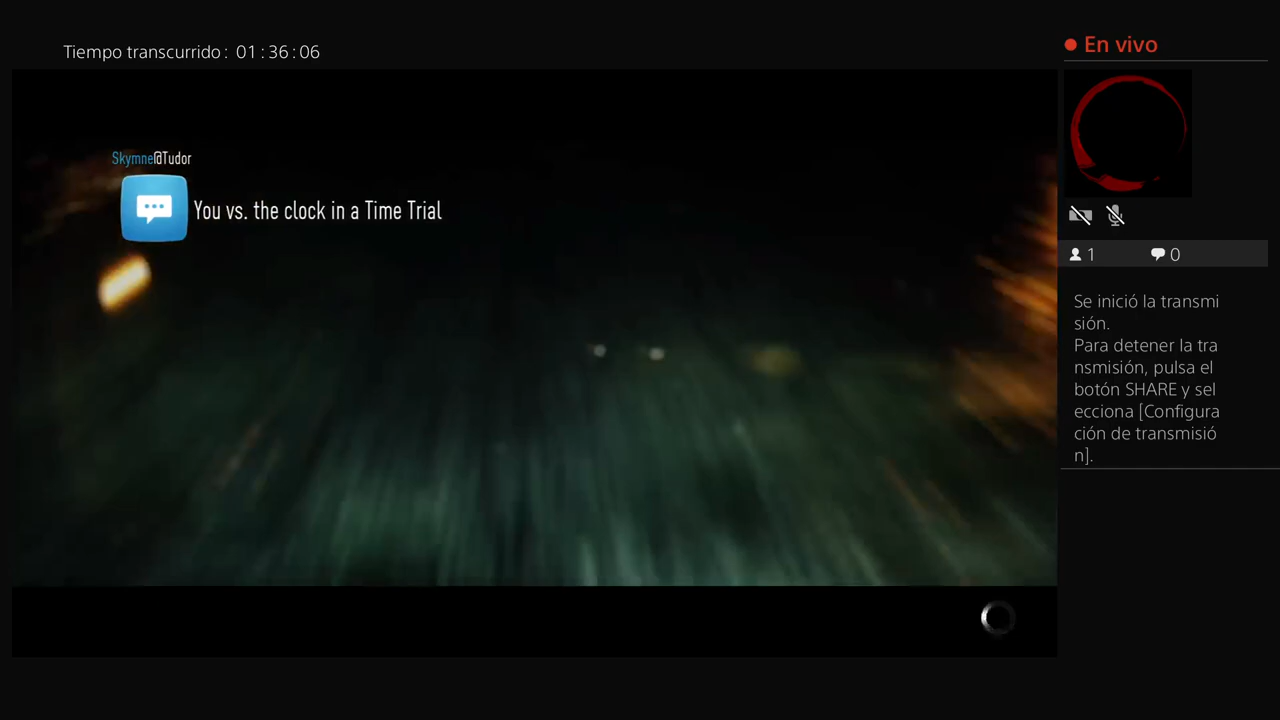 Tiempo transcurrido: 01:36:06
En vivo
Skymne@Tudor
You vs. the clock in a Time Trial
1
0
Se inició la transmi
sión.
Para detener la tra
nsmisión, pulsa el
botón SHARE y sel
ecciona [Configura
ción de transmisió
n].